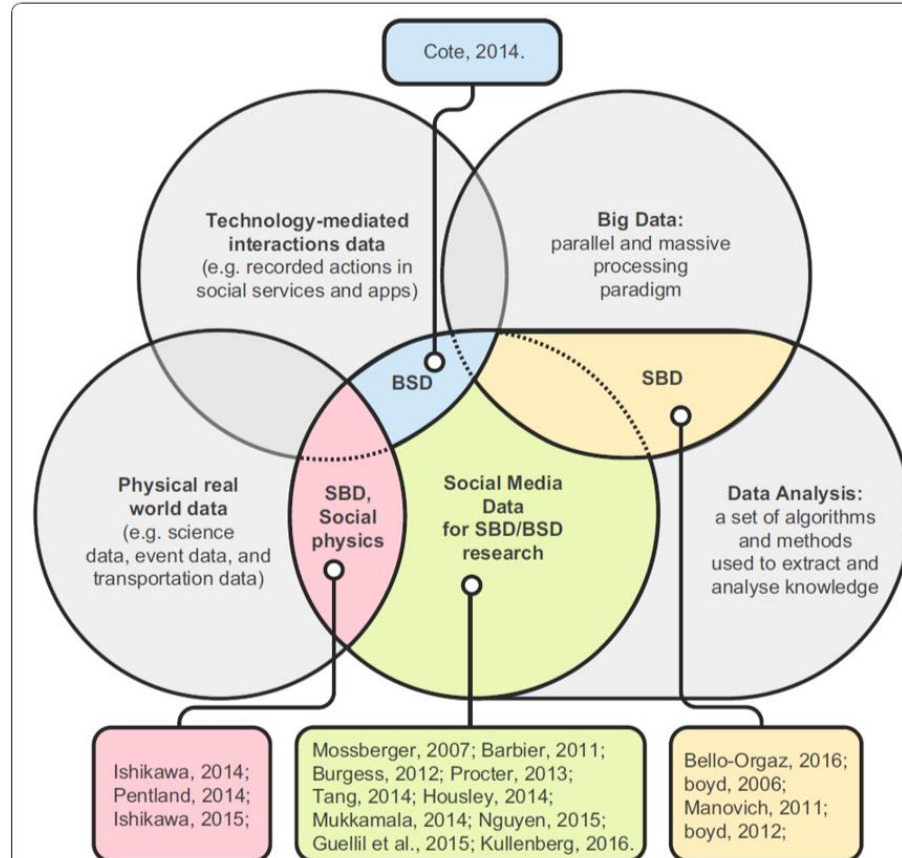 Cote, 2014.
Technology-mediated
interactions data
(e.g. recorded actions in
social services and apps)
Big Data:
parallel and massive
processing
paradigm
BSD
SBD
Physical real
world data
(e.g. science
data, event data, and
transportation data)
SBD,
Social
physics
Social Media
Data
for SBD/BSD
research
Data Analysis:
a set of algorithms
and methods
used to extract and
analyse knowledge
Ishikawa, 2014;
Pentland, 2014;
Ishikawa, 2015;
Mossberger, 2007; Barbier, 2011;
Burgess, 2012; Procter, 2013;
Tang, 2014; Housley, 2014;
Mukkamala, 2014; Nguyen, 2015;
Guellil et al., 2015; Kullenberg, 2016.
Bello-Orgaz, 2016;
boyd, 2006;
Manovich, 2011;
boyd, 2012;